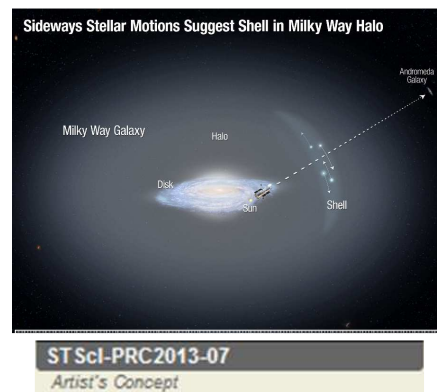 Sideways Stellar Motions Suggest Shell in Milky Way Halo
Andromeda
Galaxy
Milky Way Galaxy
Halo
Disk
Sun
Shell
STScI-PRC2013-07
Artist's Concept